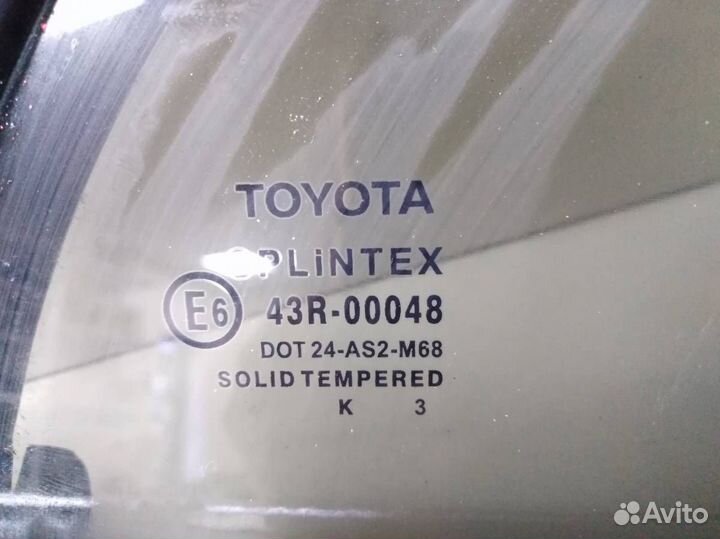 TOYOTA
SPLiNTEX
E6 43R-00048
DOT 24-AS2-M68
SOLID TEMPERED
K 3
Avito